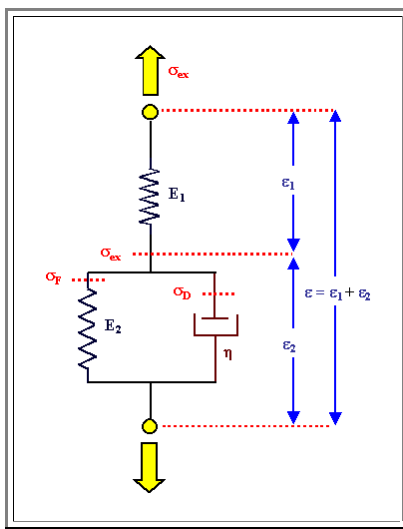 σex
E1
ε1
σex
σF
σD
ε = ε1 + ε2
E2
ε2
η